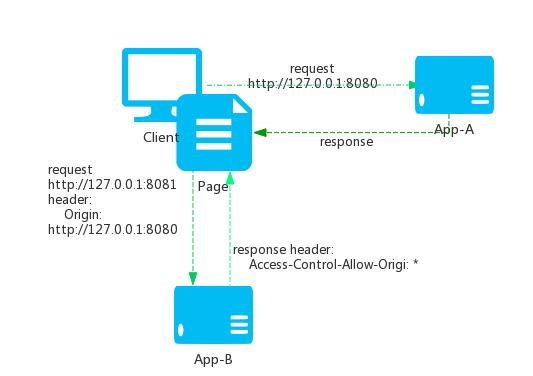 request
http://127.0.0.1:8080
Client
App-A
response
request
http://127.0.0.1:8081
header:
Origin:
http://127.0.0.1:8080
Page
response header:
Access-Control-Allow-Origi: *
App-B